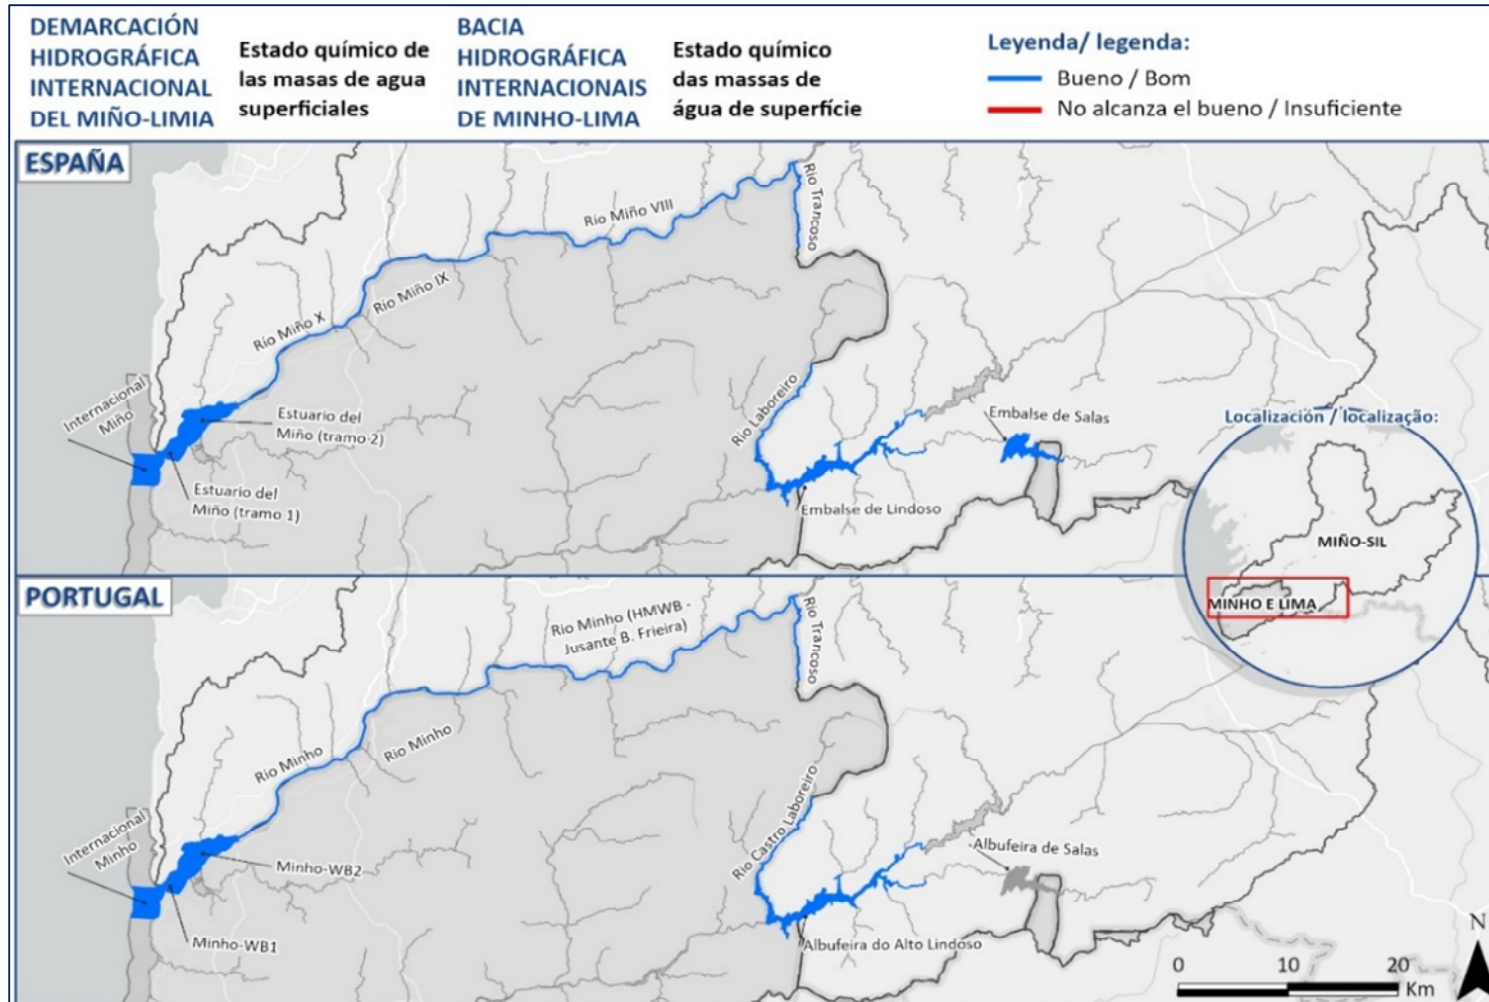 DEMARCACIÓN
HIDROGRÁFICA
INTERNACIONAL
DEL MIÑO-LIMIA
Estado químico de
las masas de agua
superficiales
BACIA
HIDROGRÁFICA
INTERNACIONAIS
DE MINHO-LIMA
Estado químico
das massas de
água de superfície
Leyenda/ legenda:
Bueno / Bom
No alcanza el bueno / Insuficiente
ESPAÑA
Río Miño VIII
Río Trancoso
Río Miño IX
Río Miño X
Internacional
Miño
Estuario del
Miño (tramo 2)
Estuario del
Miño (tramo 1)
Río Laboreiro
Embalse de Salas
Embalse de Lindoso
Localización / localização:
MIÑO-SIL
MINHO E LIMA
PORTUGAL
Rio Minho (HMWB -
Jusante B. Frieira)
Rio Trancoso
Rio Minho
Rio Minho
Internacional
Minho
Minho-WB2
Minho-WB1
Rio Castro Laboreiro
Albufeira de Salas
Albufeira do Alto Lindoso
N
0 10 20
Km